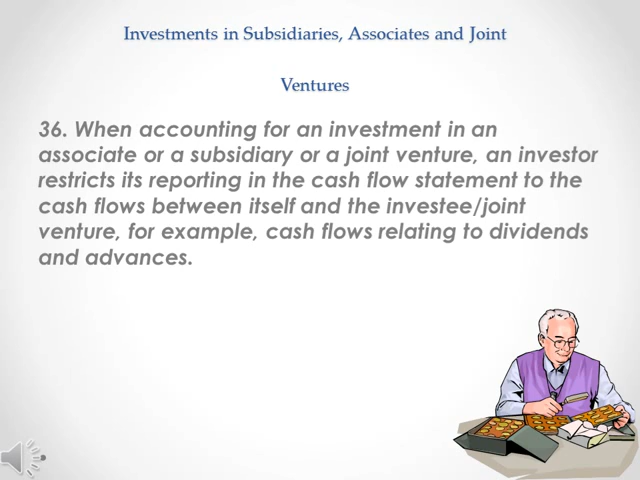 Investments in Subsidiaries, Associates and Joint
Ventures
36. When accounting for an investment in an
associate or a subsidiary or a joint venture, an investor
restricts its reporting in the cash flow statement to the
cash flows between itself and the investee/joint
venture, for example, cash flows relating to dividends
and advances.